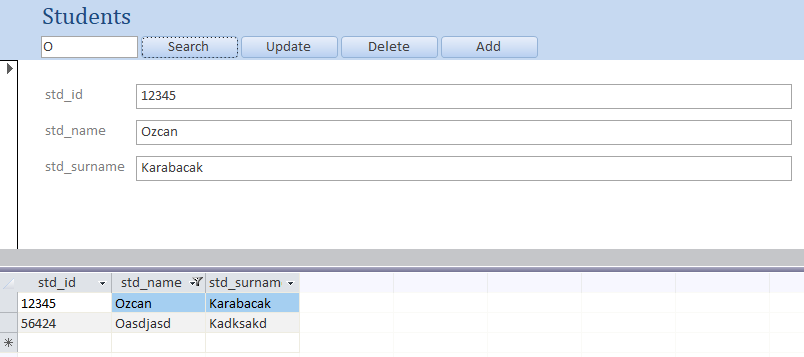 Students
O Search Update Delete Add
std_id 12345
std_name Ozcan
std_surname Karabacak
std_id std_name std_surnam
12345 Ozcan Karabacak
56424 Oasdjasd Kadksakd